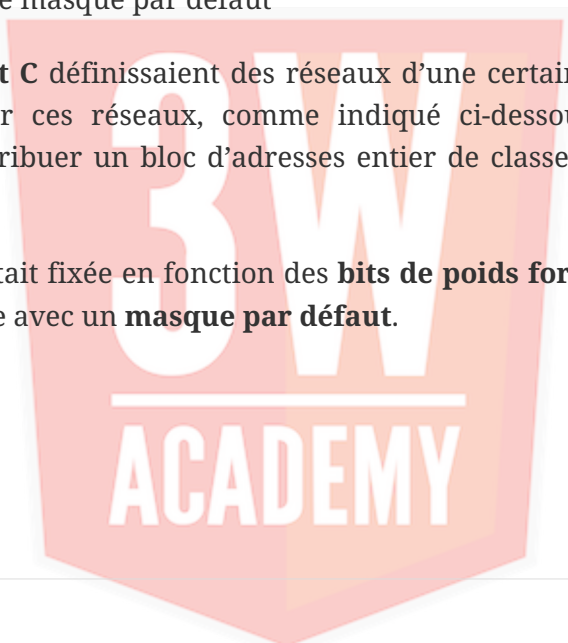 e masque par défaut
t C définissaient des réseaux d’une certain
r ces réseaux, comme indiqué ci-dessou
ribuer un bloc d’adresses entier de classe
tait fixée en fonction des bits de poids for
e avec un masque par défaut.
3W
ACADEMY